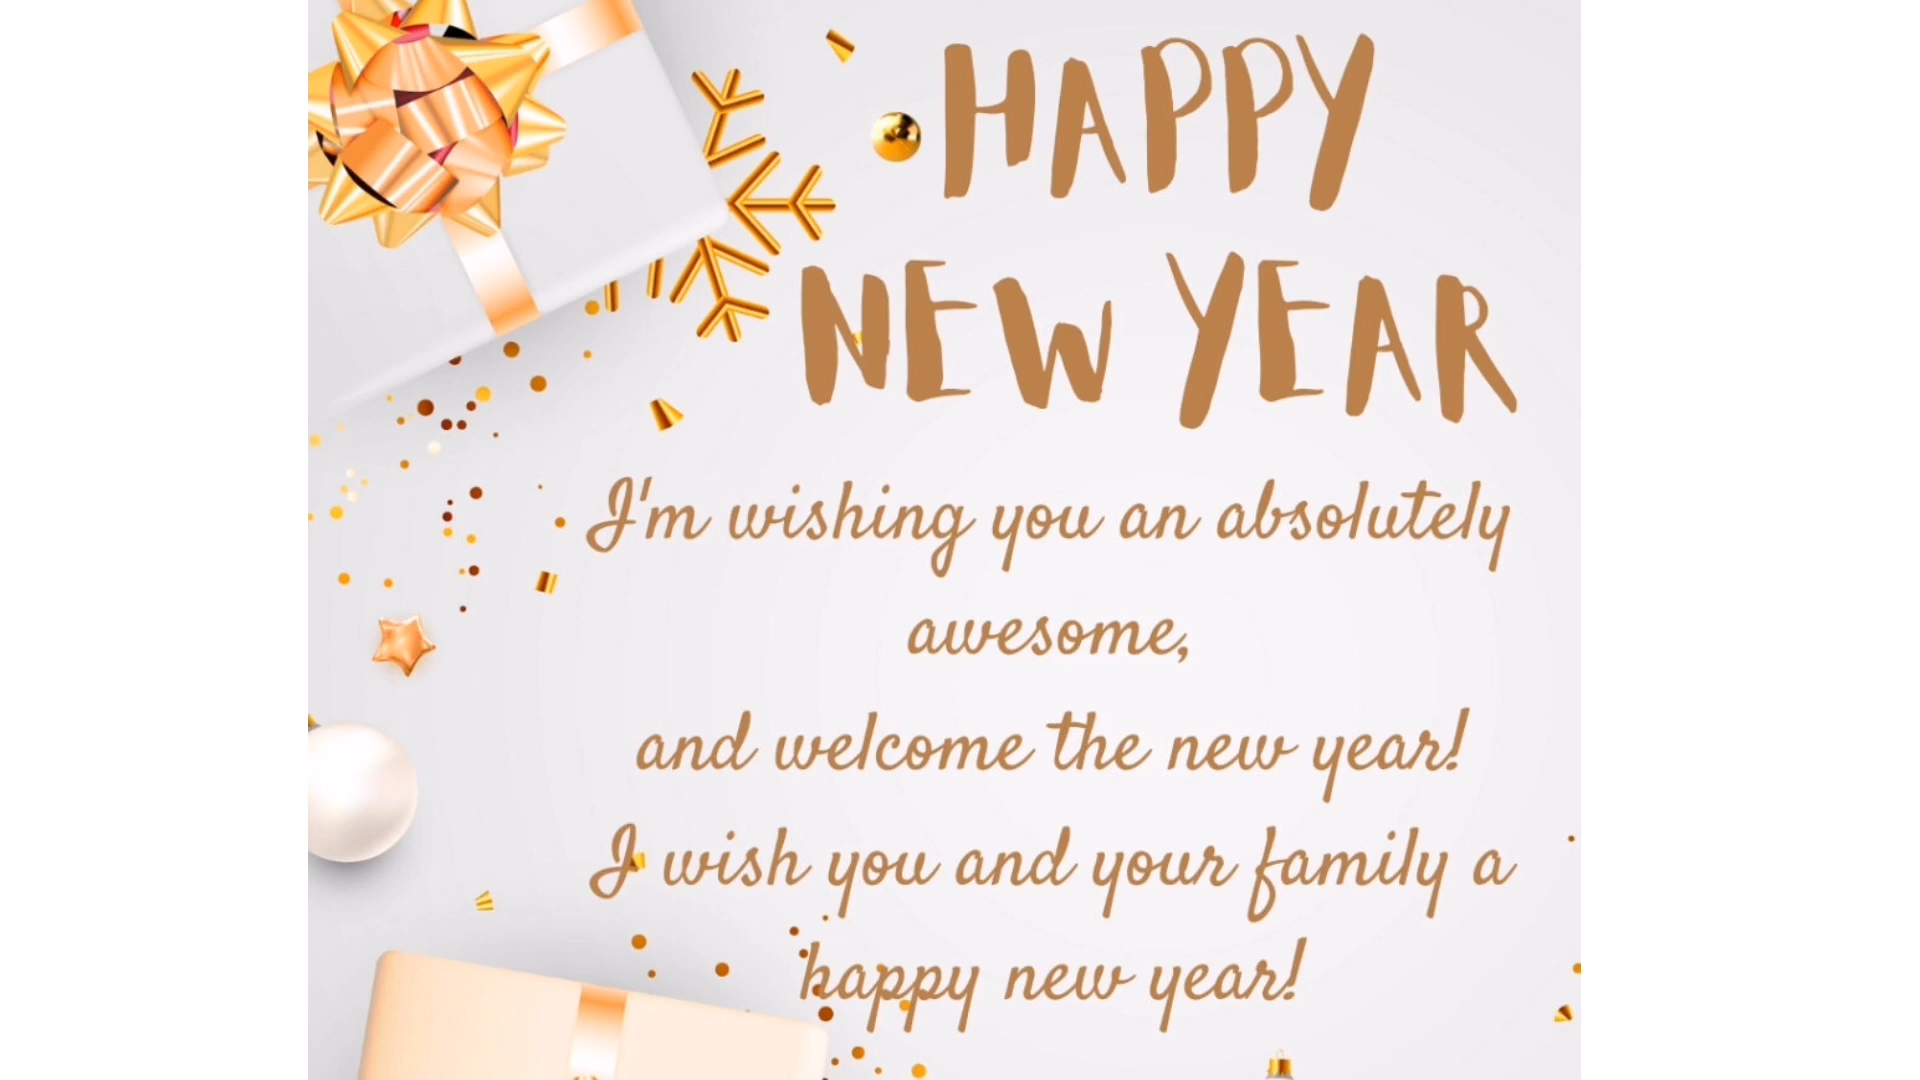 HAPPY
NEW YEAR
I'm wishing you an absolutely
awesome,
and welcome the new year!
I wish you and your family a
happy new year!